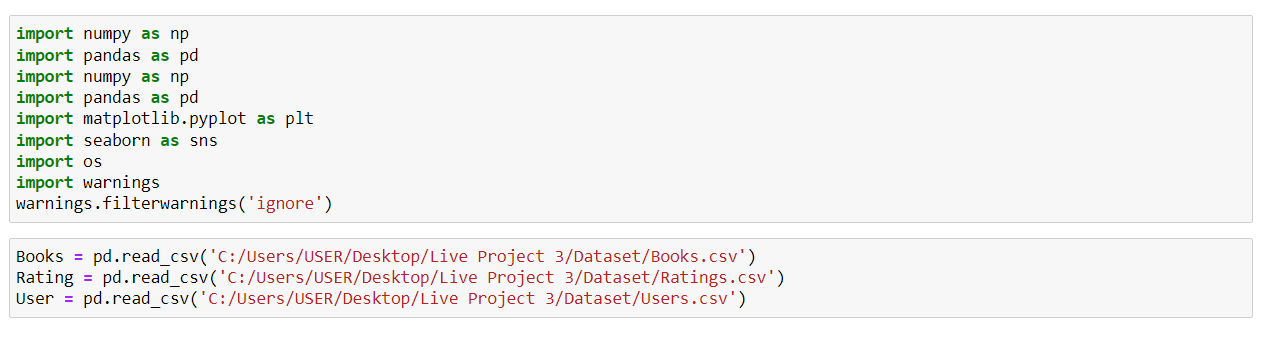 import numpy as np
import pandas as pd
import numpy as np
import pandas as pd
import matplotlib.pyplot as plt
import seaborn as sns
import os
import warnings
warnings.filterwarnings('ignore')
Books = pd.read_csv('C:/Users/USER/Desktop/Live Project 3/Dataset/Books.csv')
Rating = pd.read_csv('C:/Users/USER/Desktop/Live Project 3/Dataset/Ratings.csv')
User = pd.read_csv('C:/Users/USER/Desktop/Live Project 3/Dataset/Users.csv')